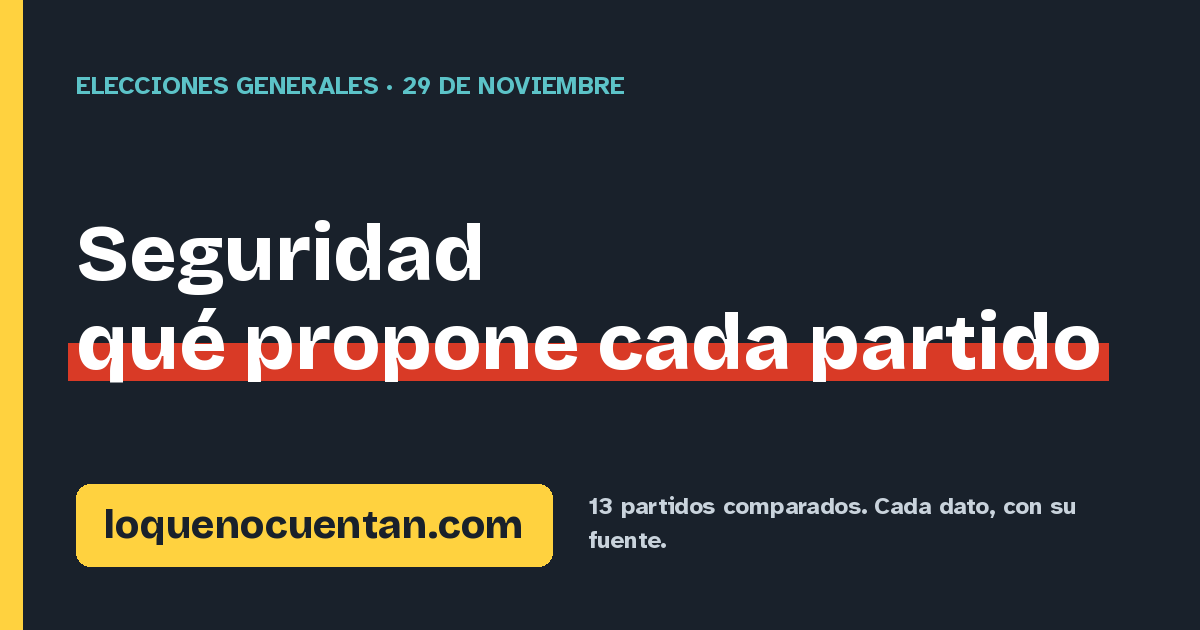 ELECCIONES GENERALES · 29 DE NOVIEMBRE
Seguridad
qué propone cada partido
loquenocuentan.com
13 partidos comparados. Cada dato, con su
fuente.